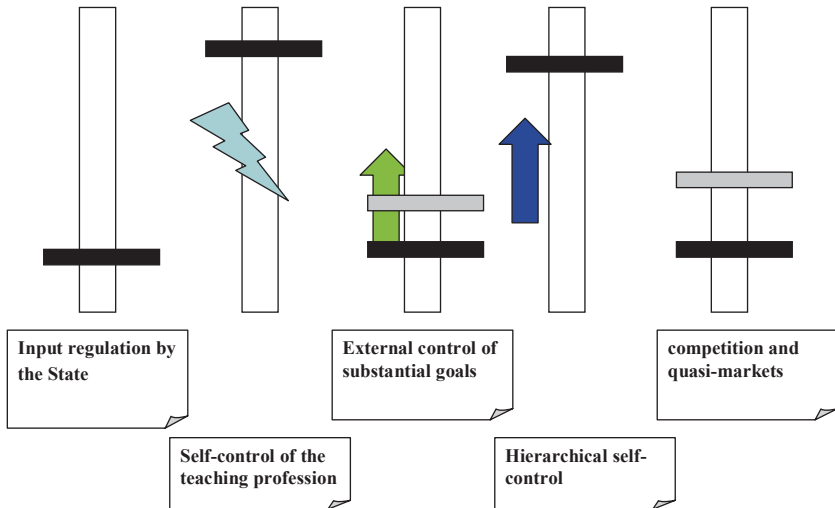 Input regulation by
the State
External control of
substantial goals
competition and
quasi-markets
Self-control of the
teaching profession
Hierarchical self-
control